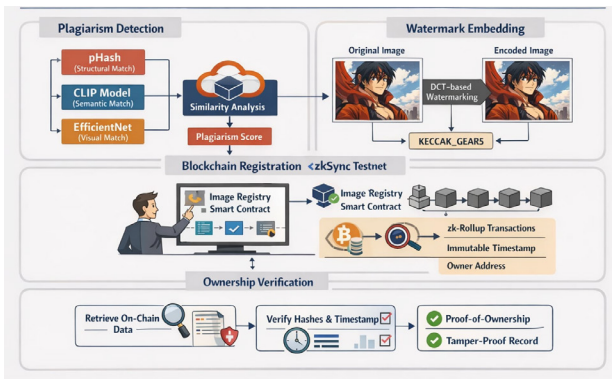 Plagiarism Detection
pHash
(Structural Match)
CLIP Model
(Semantic Match)
EfficientNet
(Visual Match)
Similarity Analysis
Plagiarism Score
Watermark Embedding
Original Image
Encoded Image
DCT-based
Watermarking
KECCAK_GEAR5
Blockchain Registration <zkSync Testnet
Image Registry
Smart Contract
Image Registry
Smart Contract
zk-Rollup Transactions
Immutable Timestamp
Owner Address
Ownership Verification
Retrieve On-Chain
Data
Verify Hashes & Timestamp
Proof-of-Ownership
Tamper-Proof Record